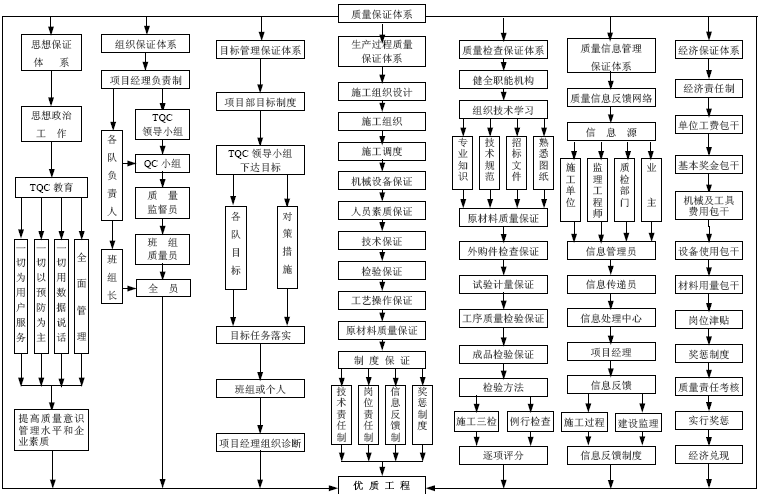 质量保证体系
思想保证
体 系
思想政治
工 作
TQC 教育
一切为用户服务
一切以预防为主
一切用数据说话
全面管理
提高质量意识
管理水平和企
业素质
组织保证体系
项目经理负责制
各队负责人
班组长
TQC
领导小组
QC 小组
质 量
监督员
班 组
质量员
全 员
目标管理保证体系
项目部目标制度
TQC 领导小组
下达目标
各队目标
对策措施
目标任务落实
班组或个人
项目经理组织诊断
生产过程质量
保证体系
施工组织设计
施工组织
施工调度
机械设备保证
人员素质保证
技术保证
检验保证
工艺操作保证
原材料质量保证
制 度 保 证
技术责任制
岗位责任制
信息反馈制
奖惩制度
优 质 工 程
质量检查保证体系
健全职能机构
组织技术学习
专业知识
技术规范
招标文件
熟悉图纸
原材料质量保证
外购件检查保证
试验计量保证
工序质量检验保证
成品检验保证
检验方法
施工三检
例行检查
逐项评分
质量信息管理
保证体系
质量信息反馈网络
信 息 源
施工单位
监理工程师
质检部门
业 主
信息管理员
信息传递员
信息处理中心
项目经理
信息反馈
施工过程
建设监理
信息反馈制度
经济保证体系
经济责任制
单位工费包干
基本奖金包干
机械及工具
费用包干
设备使用包干
材料用量包干
岗位津贴
奖惩制度
质量责任考核
实行奖惩
经济兑现